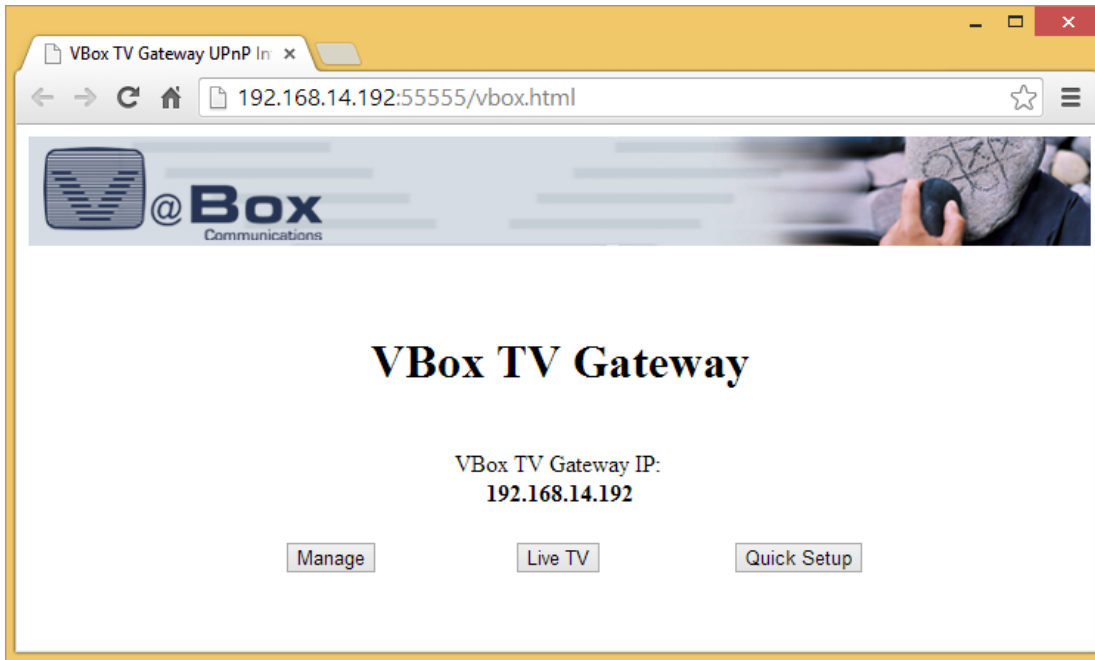 VBox TV Gateway UPnP In
192.168.14.192:55555/vbox.html
V@Box
Communications
VBox TV Gateway
VBox TV Gateway IP:
192.168.14.192
Manage Live TV Quick Setup